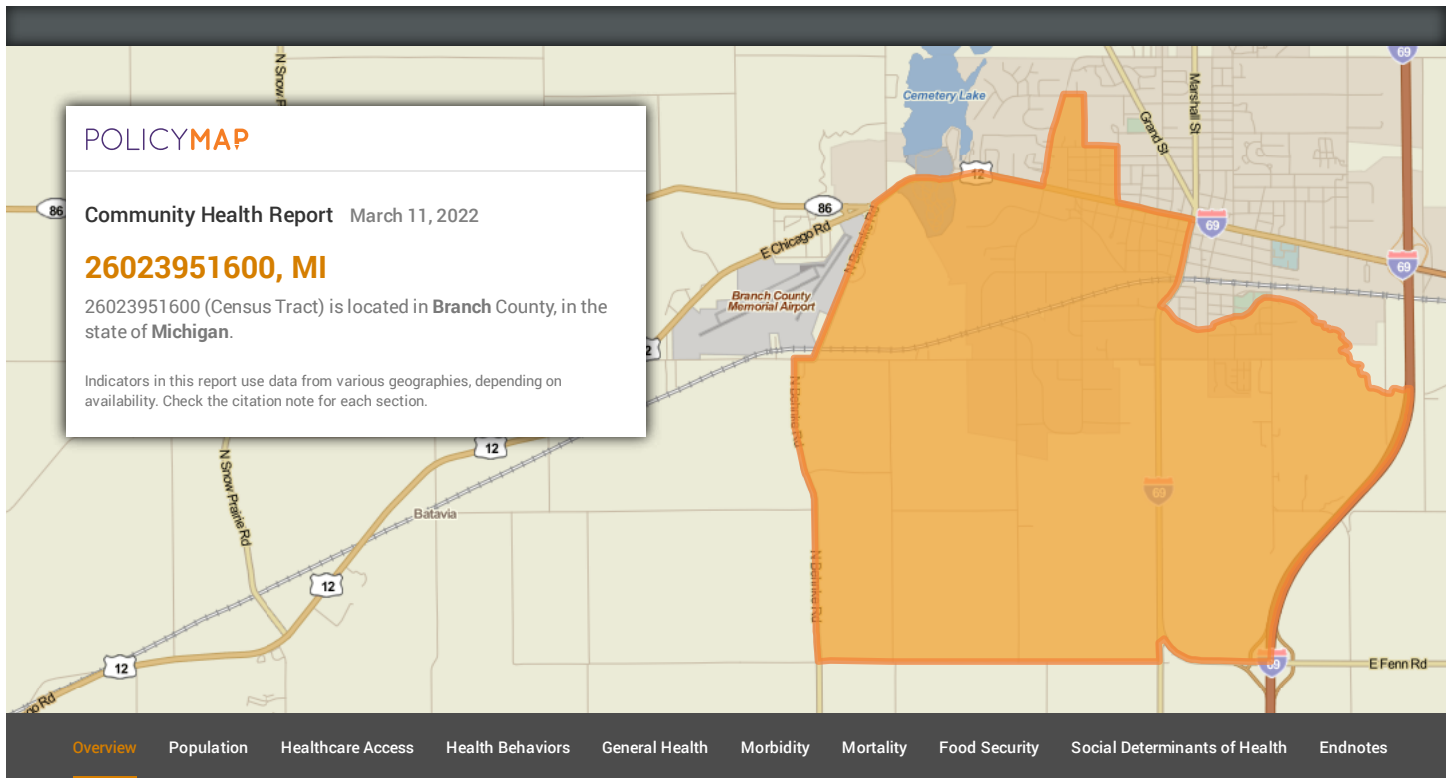 69
N Snow P
Cemetery Lake
Marshall St
Grand St
POLICYMAP
12
86
86
69
Community Health Report March 11, 2022
E Chicago Rd
N Behnke Rd
69
26023951600, MI
26023951600 (Census Tract) is located in Branch County, in the
state of Michigan.
Branch County
Memorial Airport
2
Indicators in this report use data from various geographies, depending on
availability. Check the citation note for each section.
N Behnke Rd
12
N Snow Prairie Rd
69
Batavia
12
N Behnke Rd
12
69
E Fenn Rd
go Rd
Overview Population Healthcare Access Health Behaviors General Health Morbidity Mortality Food Security Social Determinants of Health Endnotes